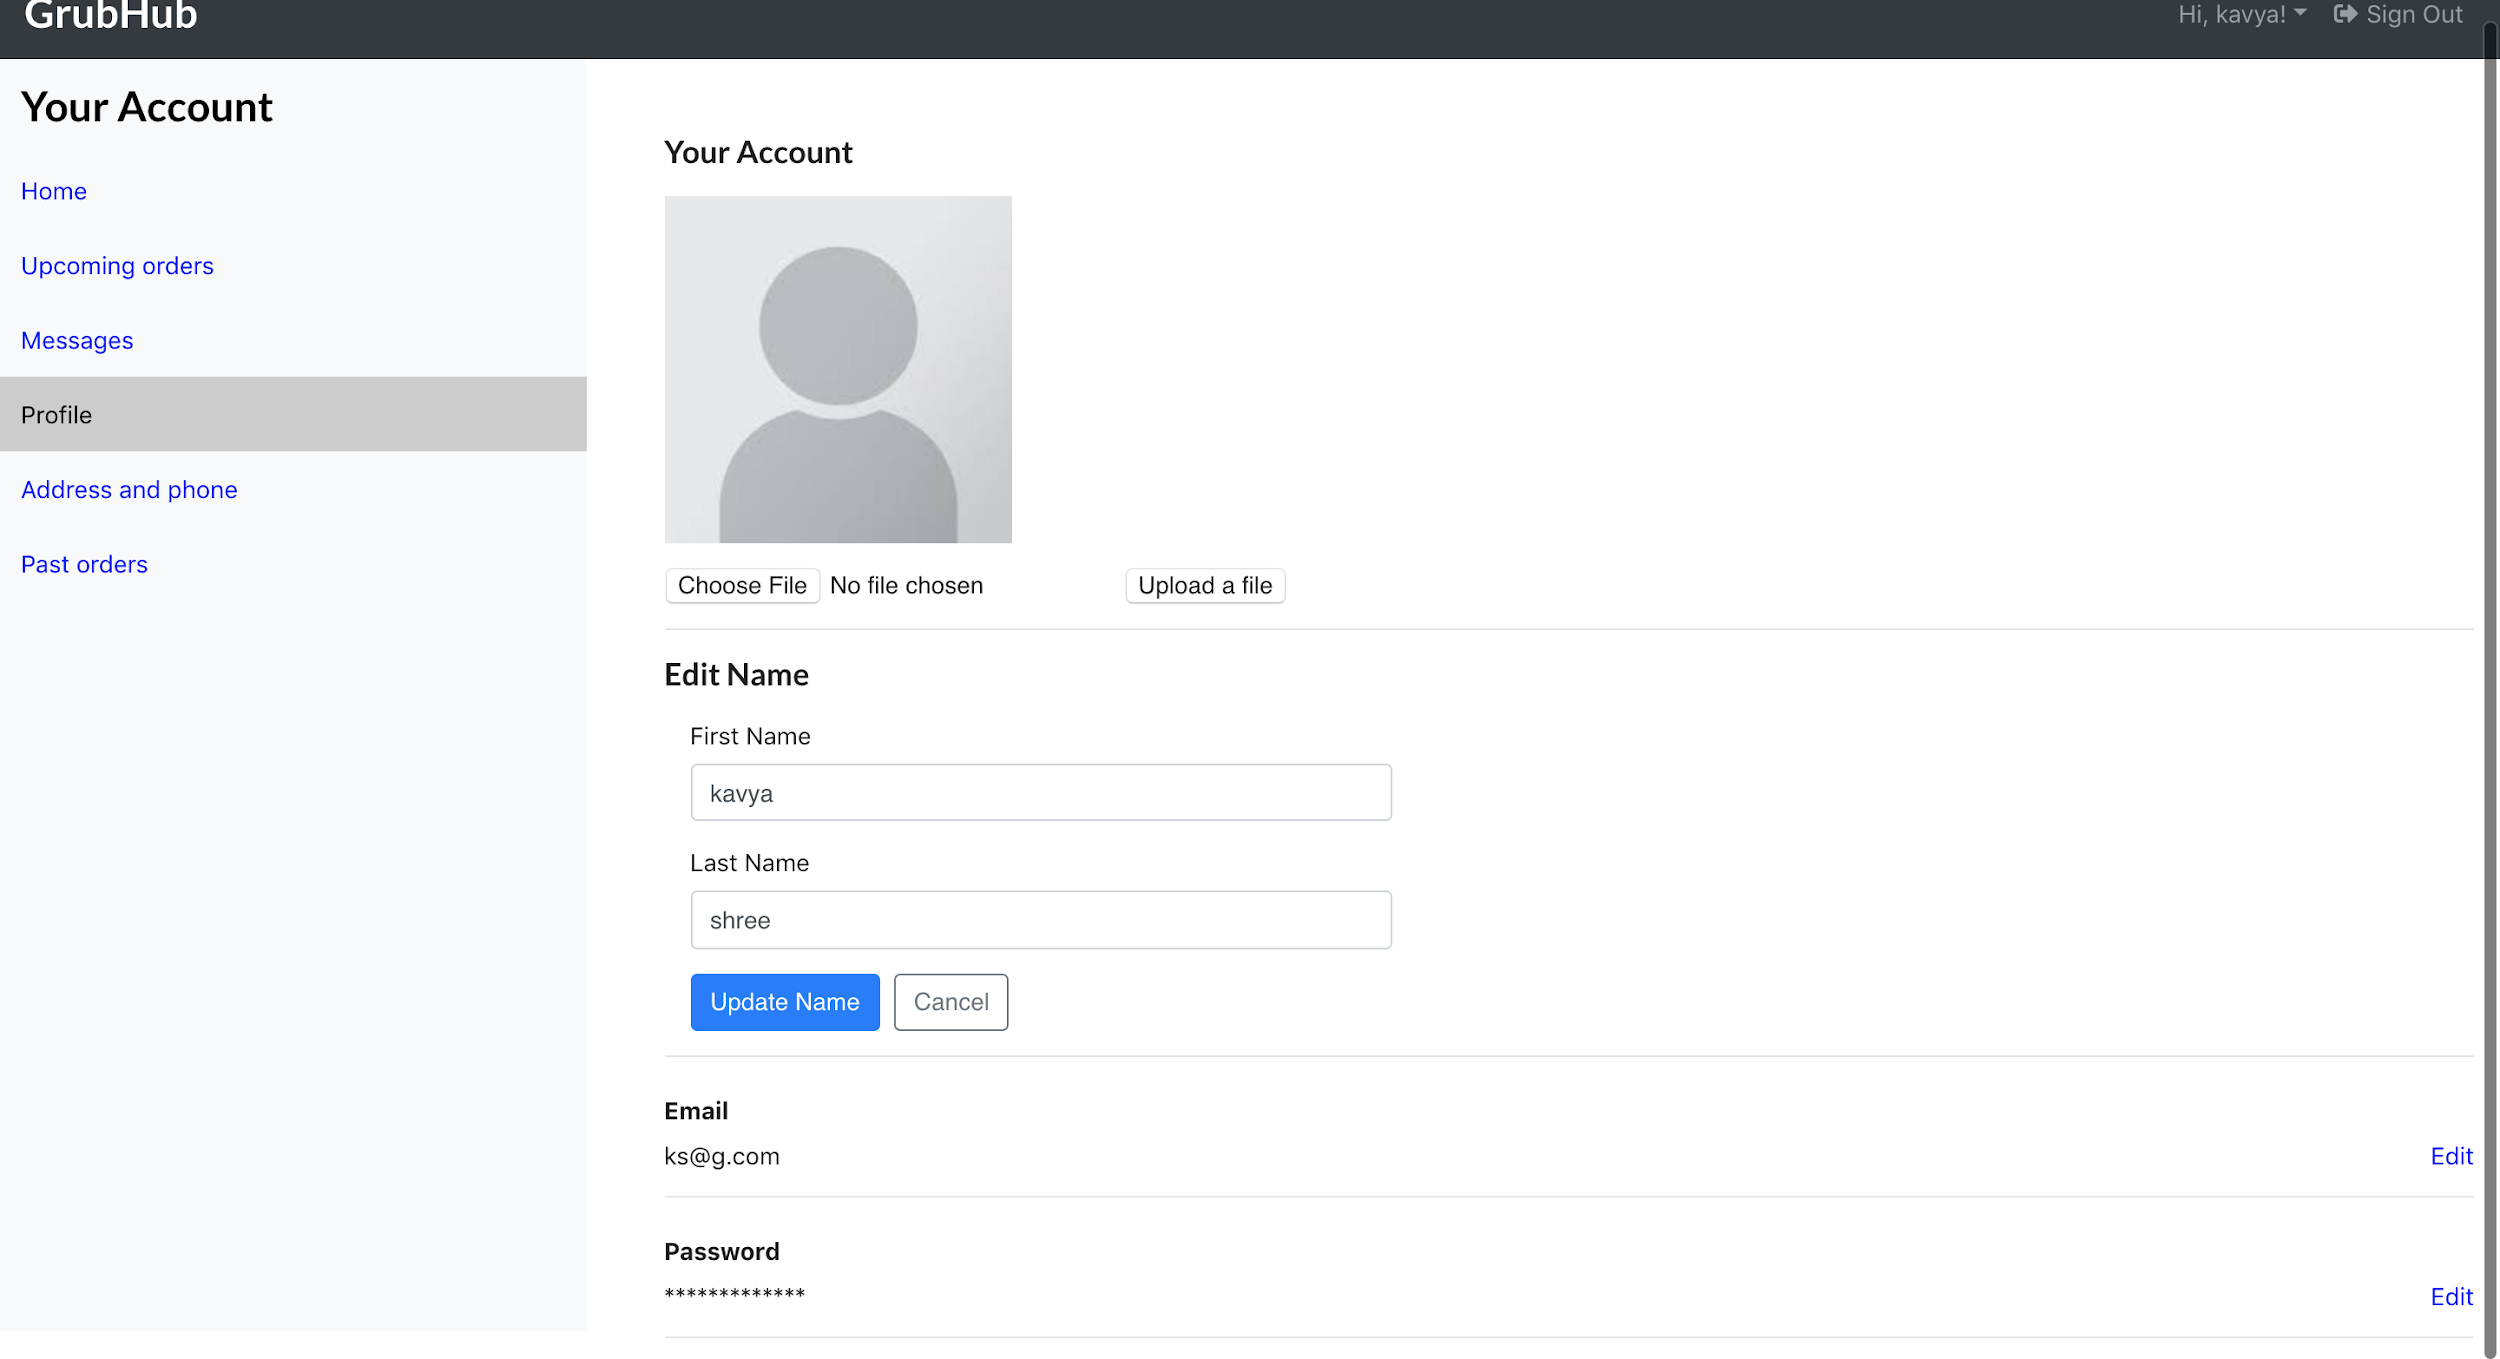 GrubHub
Hi, kavya! Sign Out
Your Account
Home
Upcoming orders
Messages
Profile
Address and phone
Past orders
Your Account
Choose File No file chosen Upload a file
Edit Name
First Name
kavya
Last Name
shree
Update Name Cancel
Email
ks@g.com Edit
Password
************* Edit